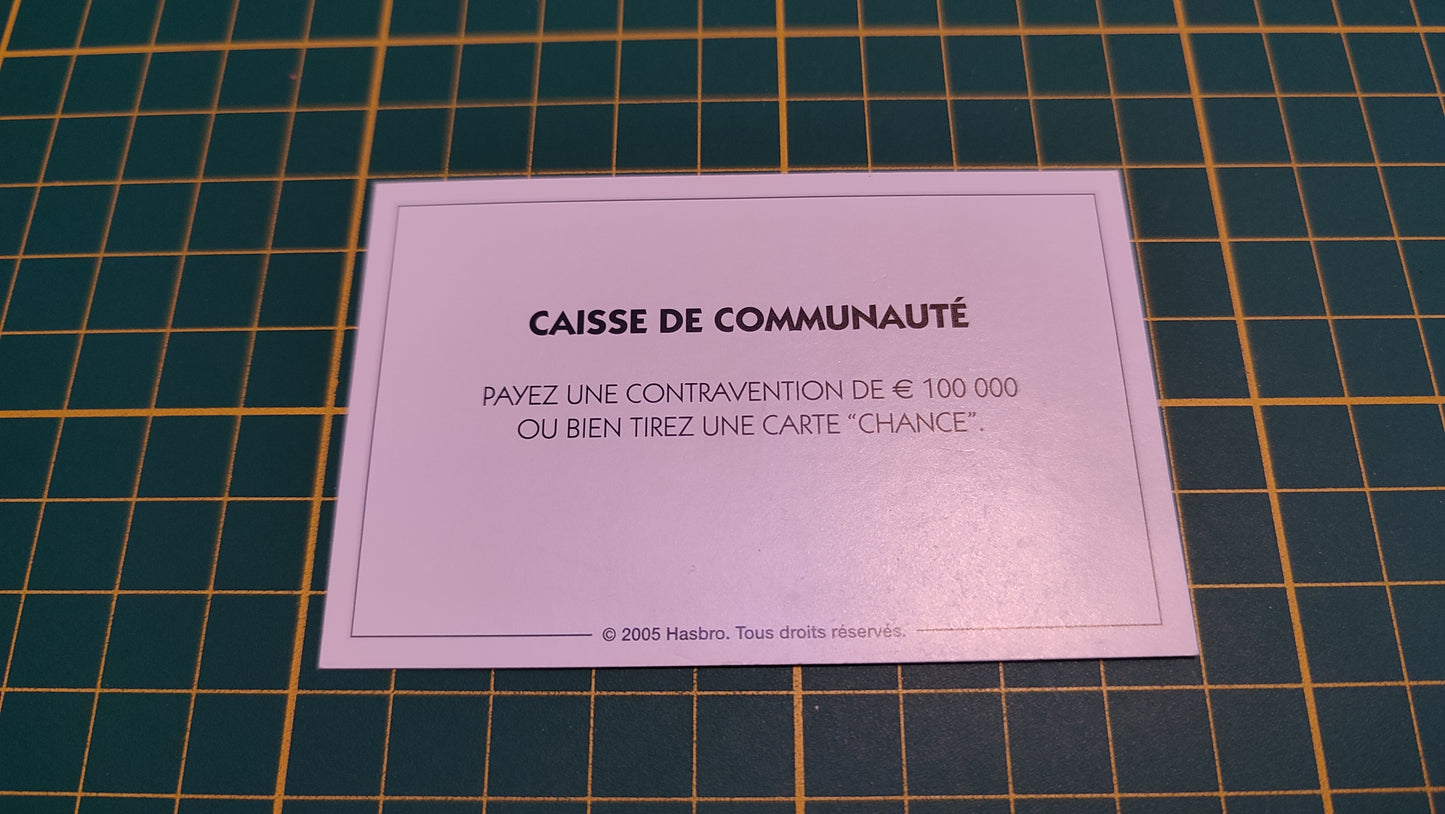 CAISSE DE COMMUNAUTÉ
PAYEZ UNE CONTRAVENTION DE € 100 000
OU BIEN TIREZ UNE CARTE “CHANCE”.
© 2005 Hasbro. Tous droits réservés.